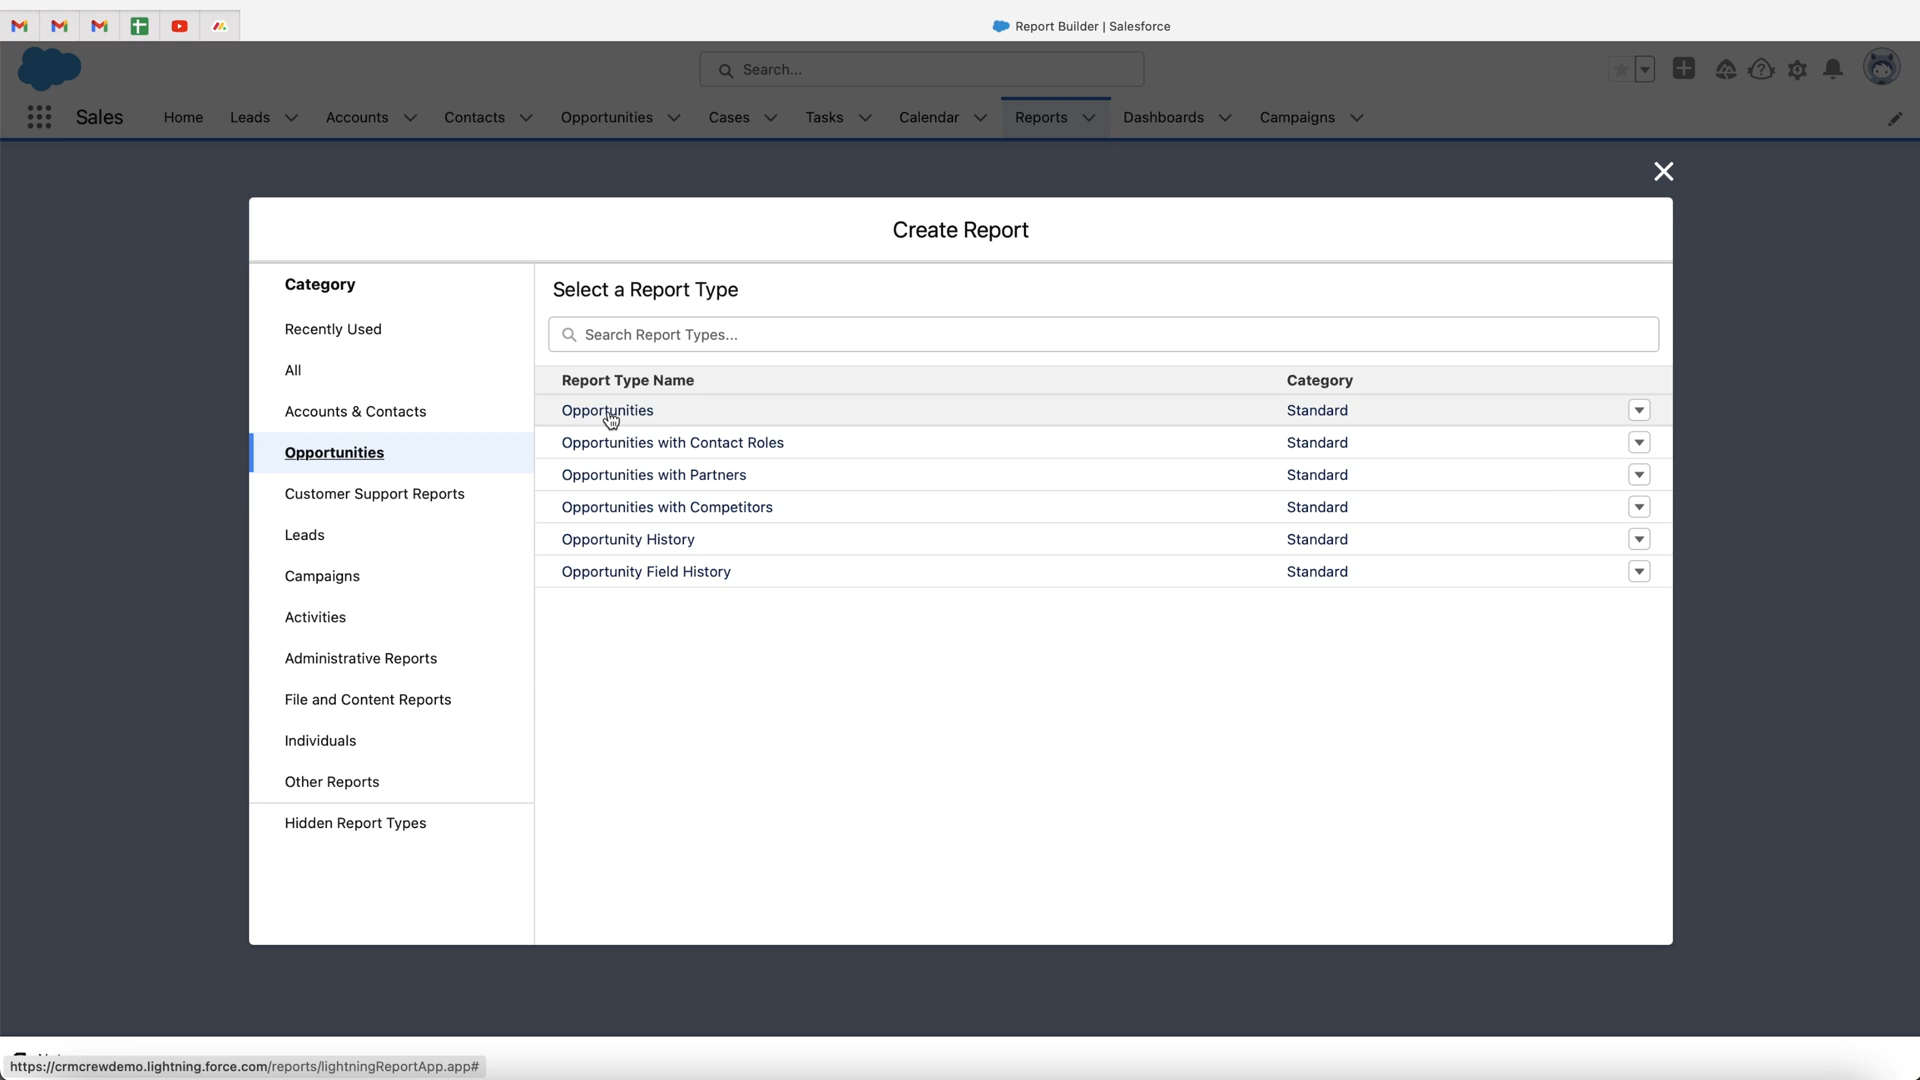 Report Builder | Salesforce
Search...
Sales
Home
Leads
Accounts
Contacts
Opportunities
Cases
Tasks
Calendar
Reports
Dashboards
Campaigns
Create Report
Category
Recently Used
All
Accounts & Contacts
Opportunities
Customer Support Reports
Leads
Campaigns
Activities
Administrative Reports
File and Content Reports
Individuals
Other Reports
Hidden Report Types
Select a Report Type
Search Report Types...
Report Type Name Category
Opportunities Standard
Opportunities with Contact Roles Standard
Opportunities with Partners Standard
Opportunities with Competitors Standard
Opportunity History Standard
Opportunity Field History Standard
https://crmcrewdemo.lightning.force.com/reports/lightningReportApp.app#